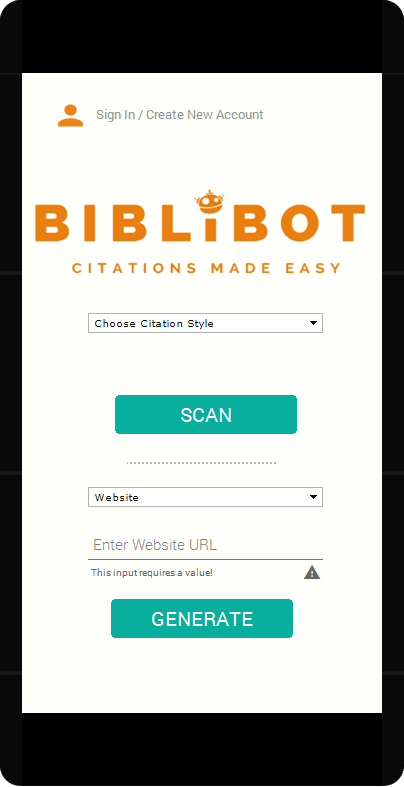 Sign In / Create New Account
BIBLIBOT
CITATIONS MADE EASY
Choose Citation Style
SCAN
Website
Enter Website URL
This input requires a value!
GENERATE